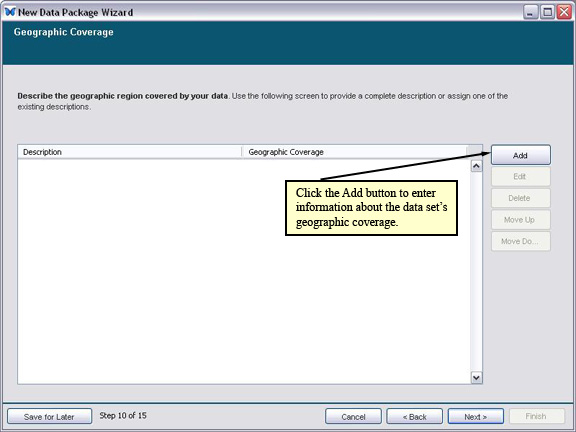 New Data Package Wizard
Geographic Coverage
Describe the geographic region covered by your data. Use the following screen to provide a complete description or assign one of the
existing descriptions.
Description
Geographic Coverage
Add
Edit
Delete
Move Up
Move Do...
Click the Add button to enter
information about the data set's
geographic coverage.
Save for Later
Step 10 of 15
Cancel
< Back
Next >
Finish